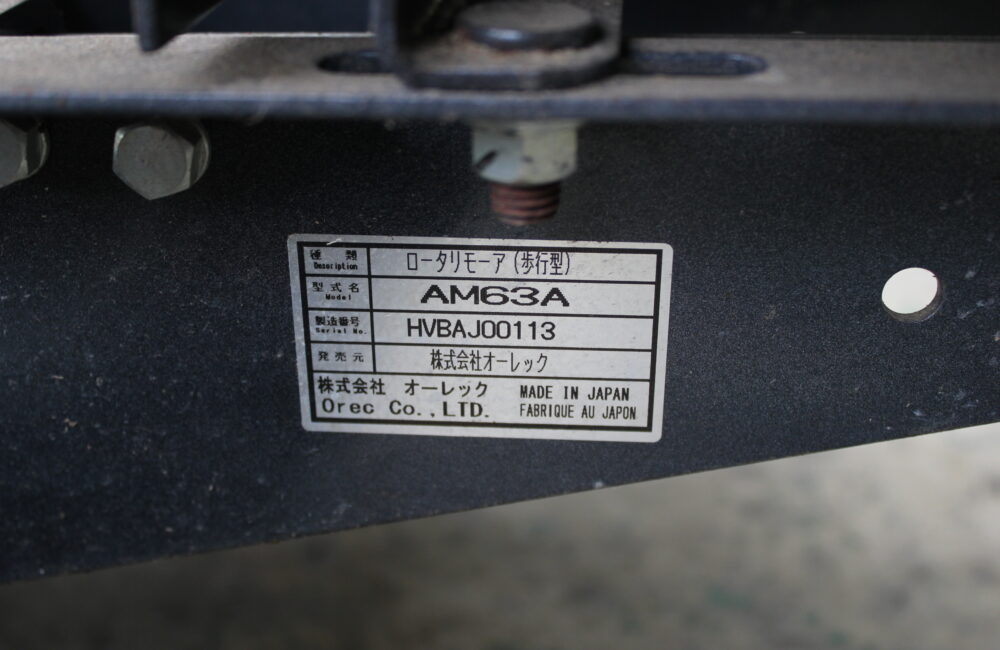 種類 ロータリモーア(歩行型)
Description
型式名 AM63A
Model
製造番号 HVBAJ00113
Serial No.
発売元 株式会社オーレック
株式会社 オーレック MADE IN JAPAN
Orec Co.,LTD. FABRIQUE AU JAPON